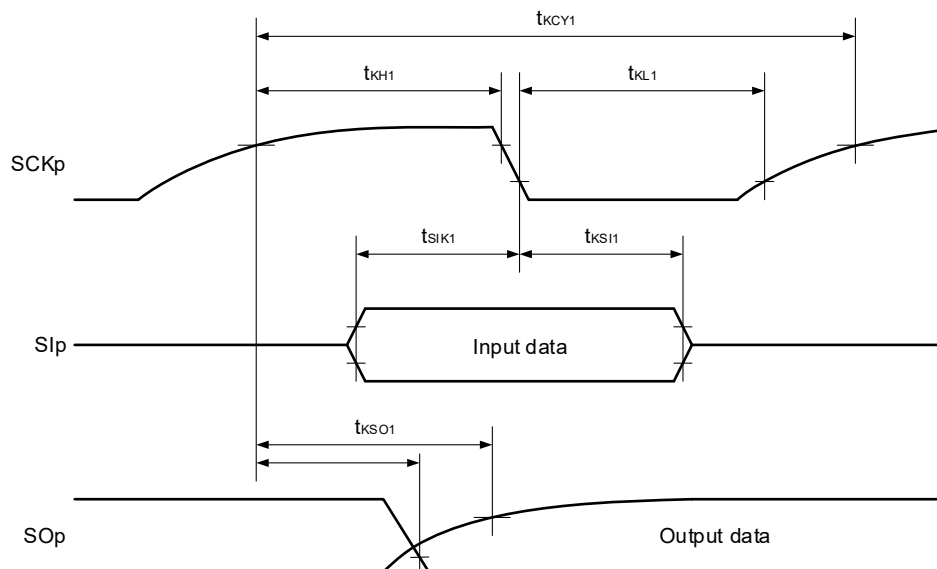 tKCY1
tKH1
tKL1
SCKp
tSIK1
tKSI1
SIp
Input data
tKSO1
SOp
Output data